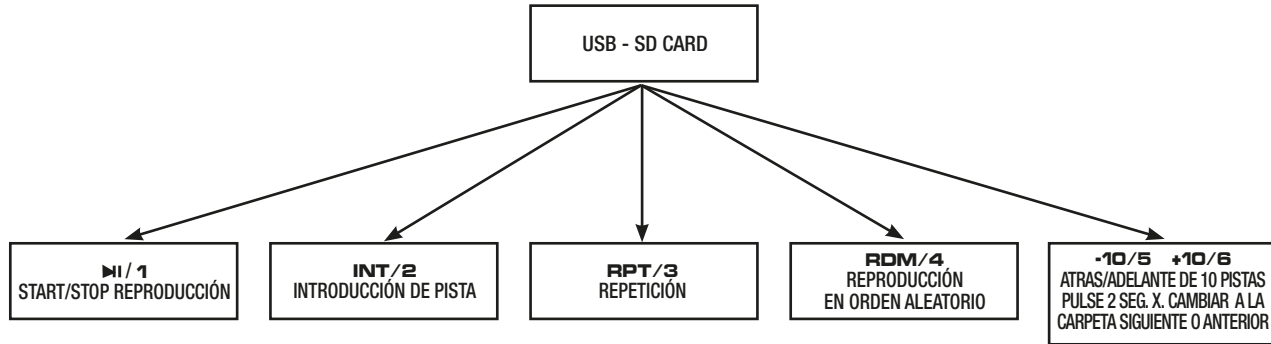 USB - SD CARD
▶II / 1
START/STOP REPRODUCCIÓN
INT/2
INTRODUCCIÓN DE PISTA
RPT/3
REPETICIÓN
RDM/4
REPRODUCCIÓN
EN ORDEN ALEATORIO
-10/5 +10/6
ATRAS/ADELANTE DE 10 PISTAS
PULSE 2 SEG. X. CAMBIAR A LA
CARPETA SIGUIENTE O ANTERIOR